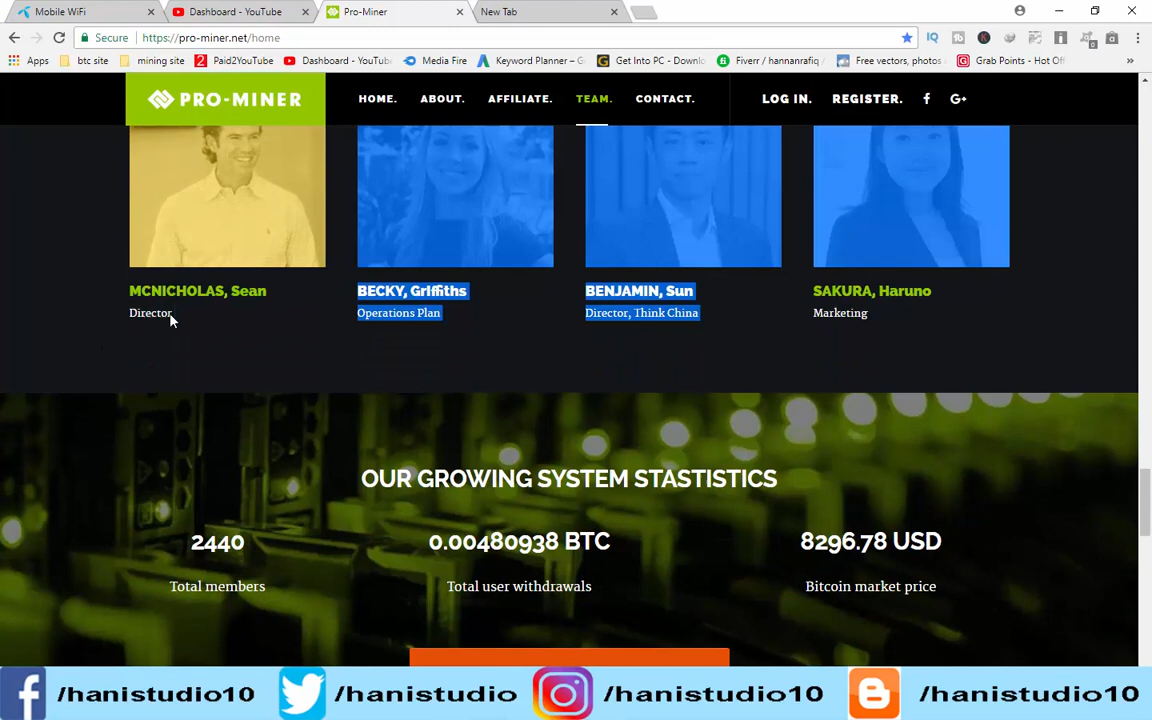 Mobile WiFi
Dashboard - YouTube
Pro-Miner
New Tab
Secure
https://pro-miner.net/home
Apps
btc site
mining site
Paid2YouTube
Dashboard - YouTube
Media Fire
Keyword Planner – G
Get Into PC - Downlo
Fiverr / hannanrafiq /
Free vectors, photos
Grab Points - Hot Off
PRO-MINER
HOME.
ABOUT.
AFFILIATE.
TEAM.
CONTACT.
LOG IN.
REGISTER.
MCNICHOLAS, Sean
Director
BECKY, Griffiths
Operations Plan
BENJAMIN, Sun
Director, Think China
SAKURA, Haruno
Marketing
OUR GROWING SYSTEM STASTISTICS
2440
Total members
0.00480938 BTC
Total user withdrawals
8296.78 USD
Bitcoin market price
/hanistudio10
/hanistudio
/hanistudio10
/hanistudio10